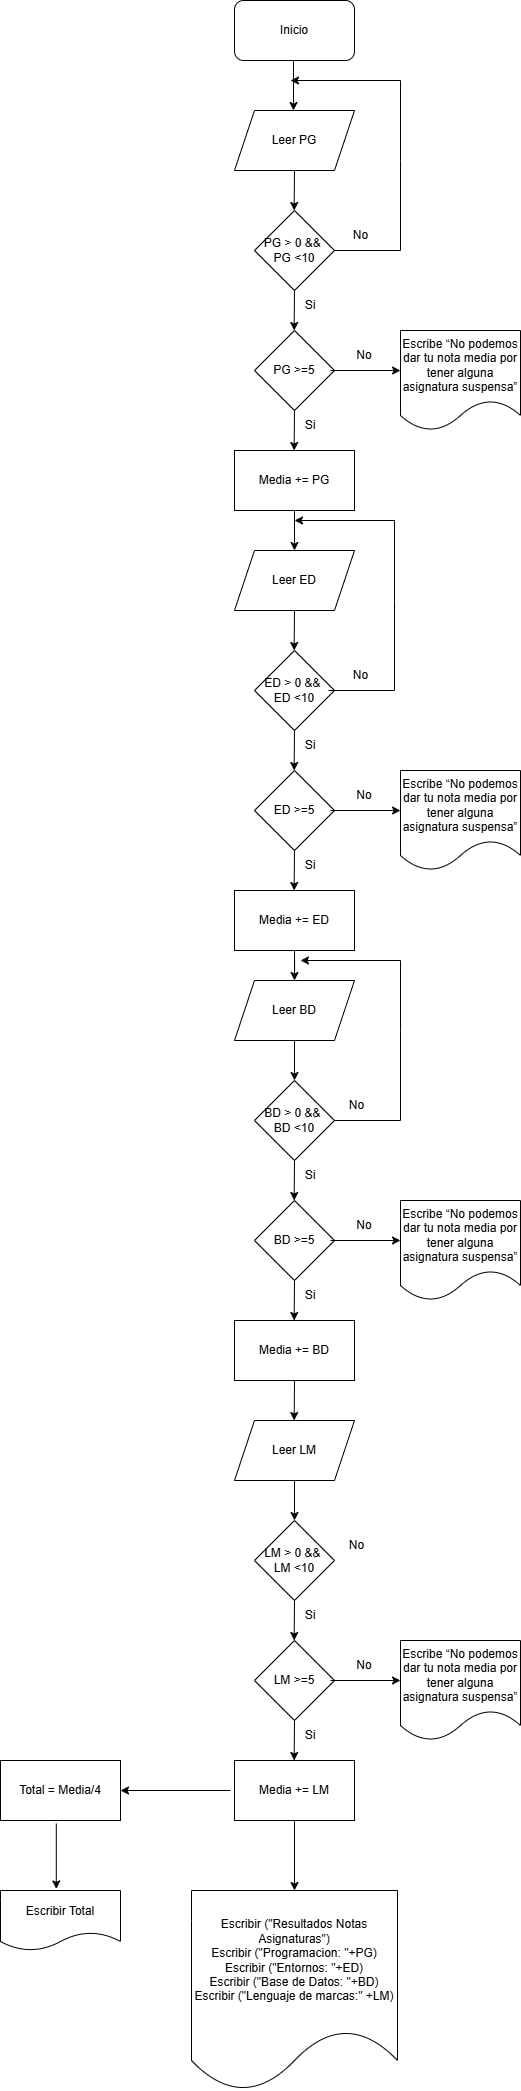 Inicio
Leer PG
No
PG > 0 &&
PG <10
Si
No
Escribe “No podemos
dar tu nota media por
tener alguna
asignatura suspensa”
PG >=5
Si
Media += PG
Leer ED
No
ED > 0 &&
ED <10
Si
No
Escribe “No podemos
dar tu nota media por
tener alguna
asignatura suspensa”
ED >=5
Si
Media += ED
Leer BD
No
BD > 0 &&
BD <10
Si
No
Escribe “No podemos
dar tu nota media por
tener alguna
asignatura suspensa”
BD >=5
Si
Media += BD
Leer LM
No
LM > 0 &&
LM <10
Si
No
Escribe “No podemos
dar tu nota media por
tener alguna
asignatura suspensa”
LM >=5
Si
Total = Media/4
Media += LM
Escribir Total
Escribir ("Resultados Notas
Asignaturas")
Escribir ("Programacion: "+PG)
Escribir ("Entornos: "+ED)
Escribir ("Base de Datos: "+BD)
Escribir ("Lenguaje de marcas:" +LM)